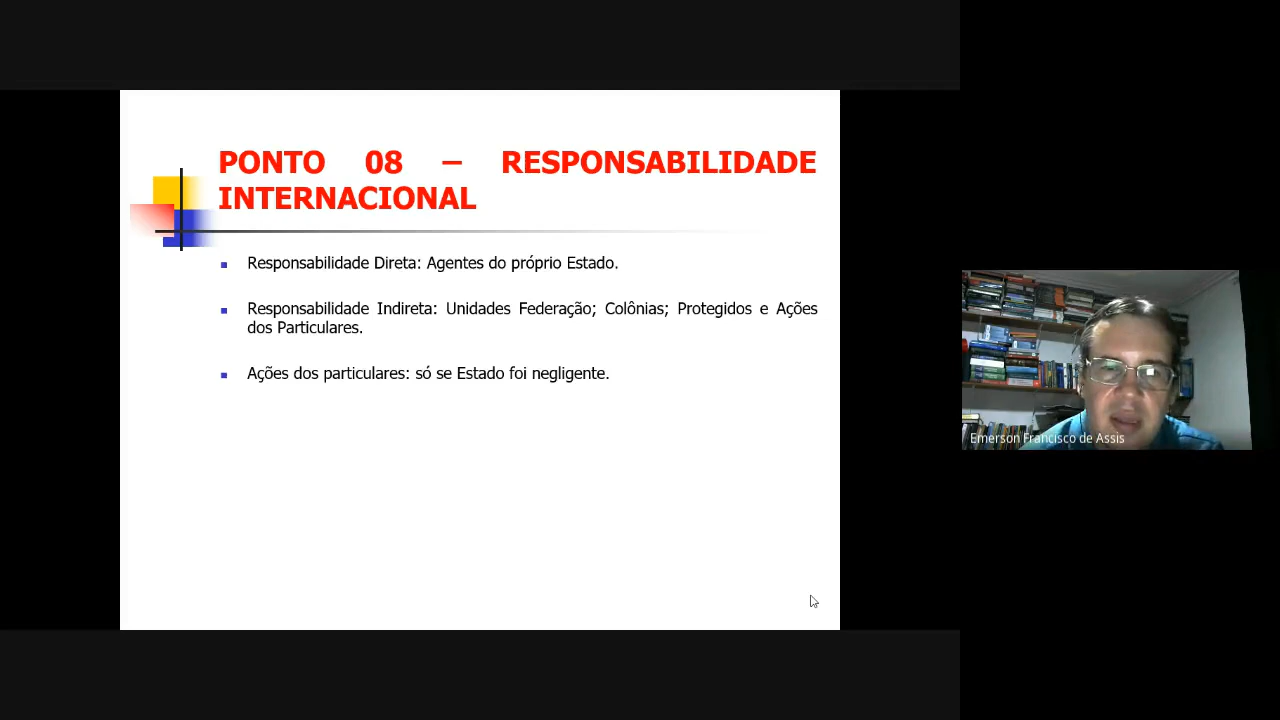 PONTO 08 – RESPONSABILIDADE
INTERNACIONAL
Responsabilidade Direta: Agentes do próprio Estado.
Responsabilidade Indireta: Unidades Federação; Colônias; Protegidos e Ações
dos Particulares.
Ações dos particulares: só se Estado foi negligente.
Emerson Francisco de Assis